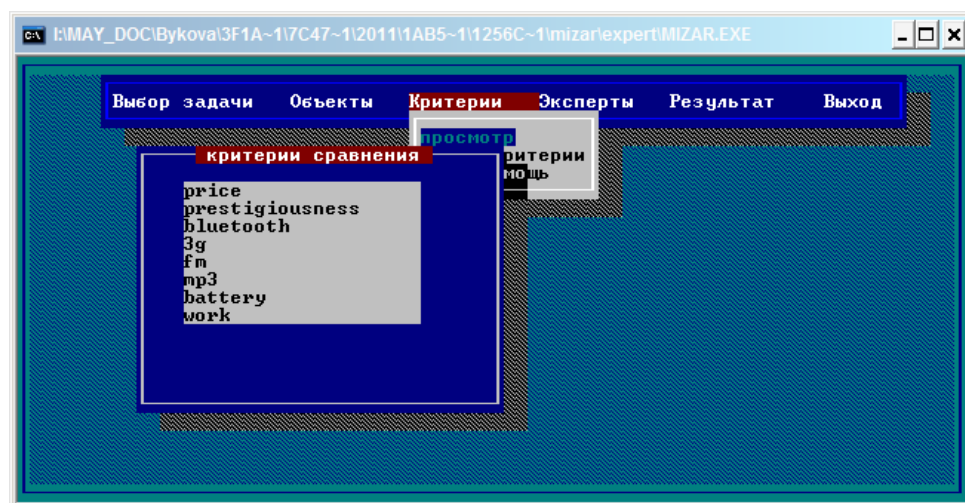 I:\MAY_DOC\Bykova\3F1A~1\7C47~1\2011\1AB5~1\1256C~1\mizar\expert\MIZAR.EXE
Выбор задачи Объекты Критерии Эксперты Результат Выход
просмотр
ритерии
мощь
критерии сравнения
price
prestigiousness
bluetooth
3g
fm
mp3
battery
work